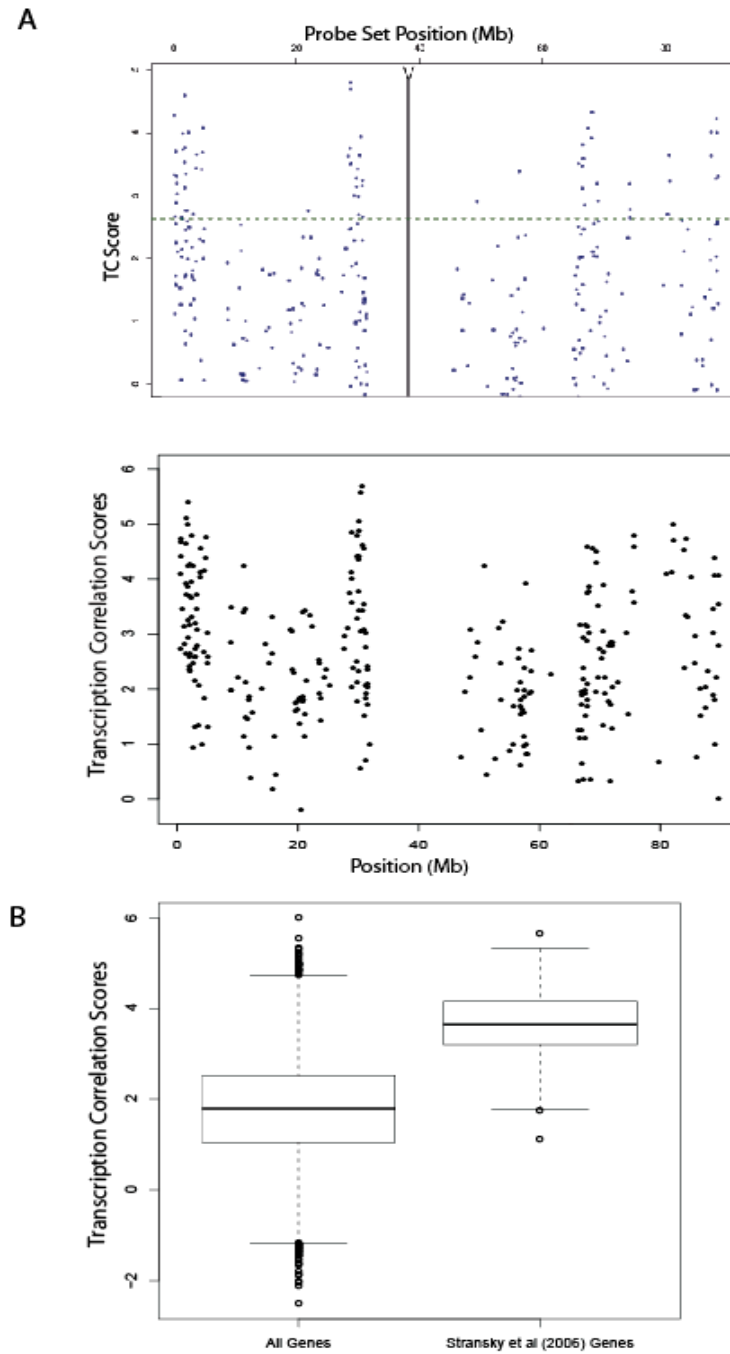 A
Probe Set Position (Mb)
0 20 40 60 80
TC Score
5
4
3
2
1
0
Transcription Correlation Scores
6
5
4
3
2
1
0
0 20 40 60 80
Position (Mb)
B
Transcription Correlation Scores
6
4
2
0
-2
All Genes Stransky et al (2006) Genes